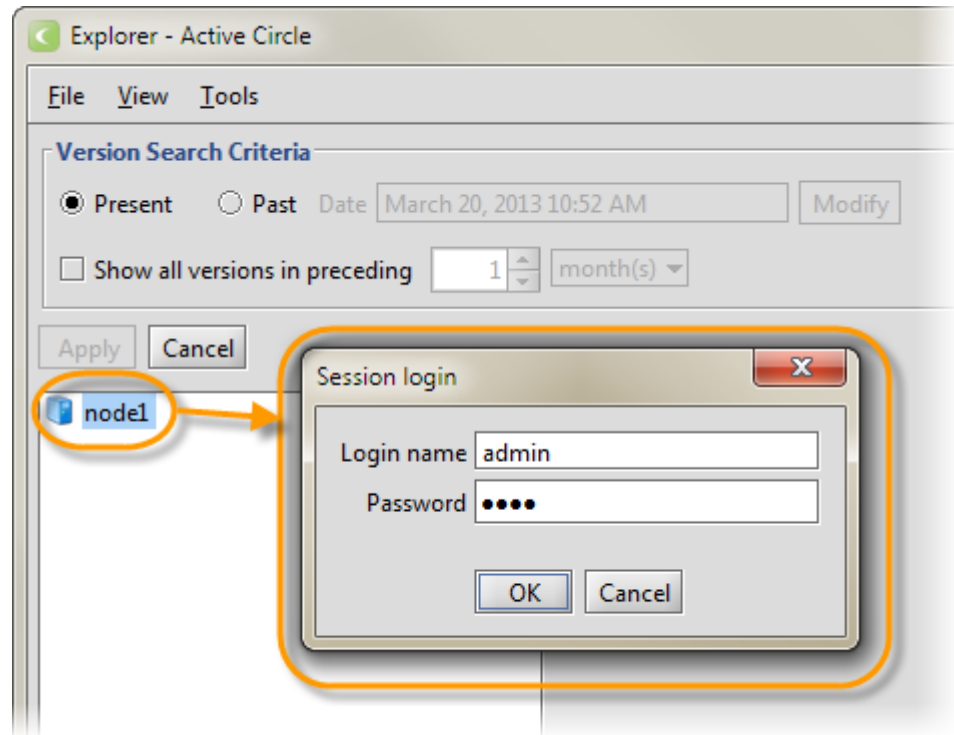 Explorer - Active Circle
File View Tools
Version Search Criteria
Present Past Date March 20, 2013 10:52 AM Modify
Show all versions in preceding 1 month(s)
Apply Cancel
Session login
node1
Login name admin
Password ••••
OK Cancel